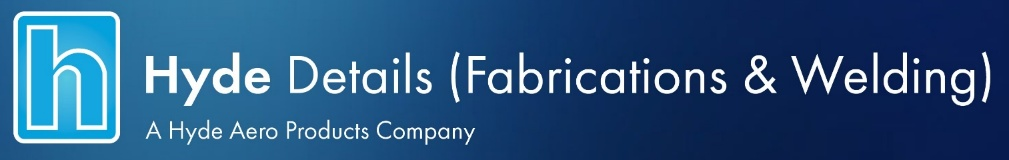 h
Hyde Details (Fabrications & Welding)
A Hyde Aero Products Company